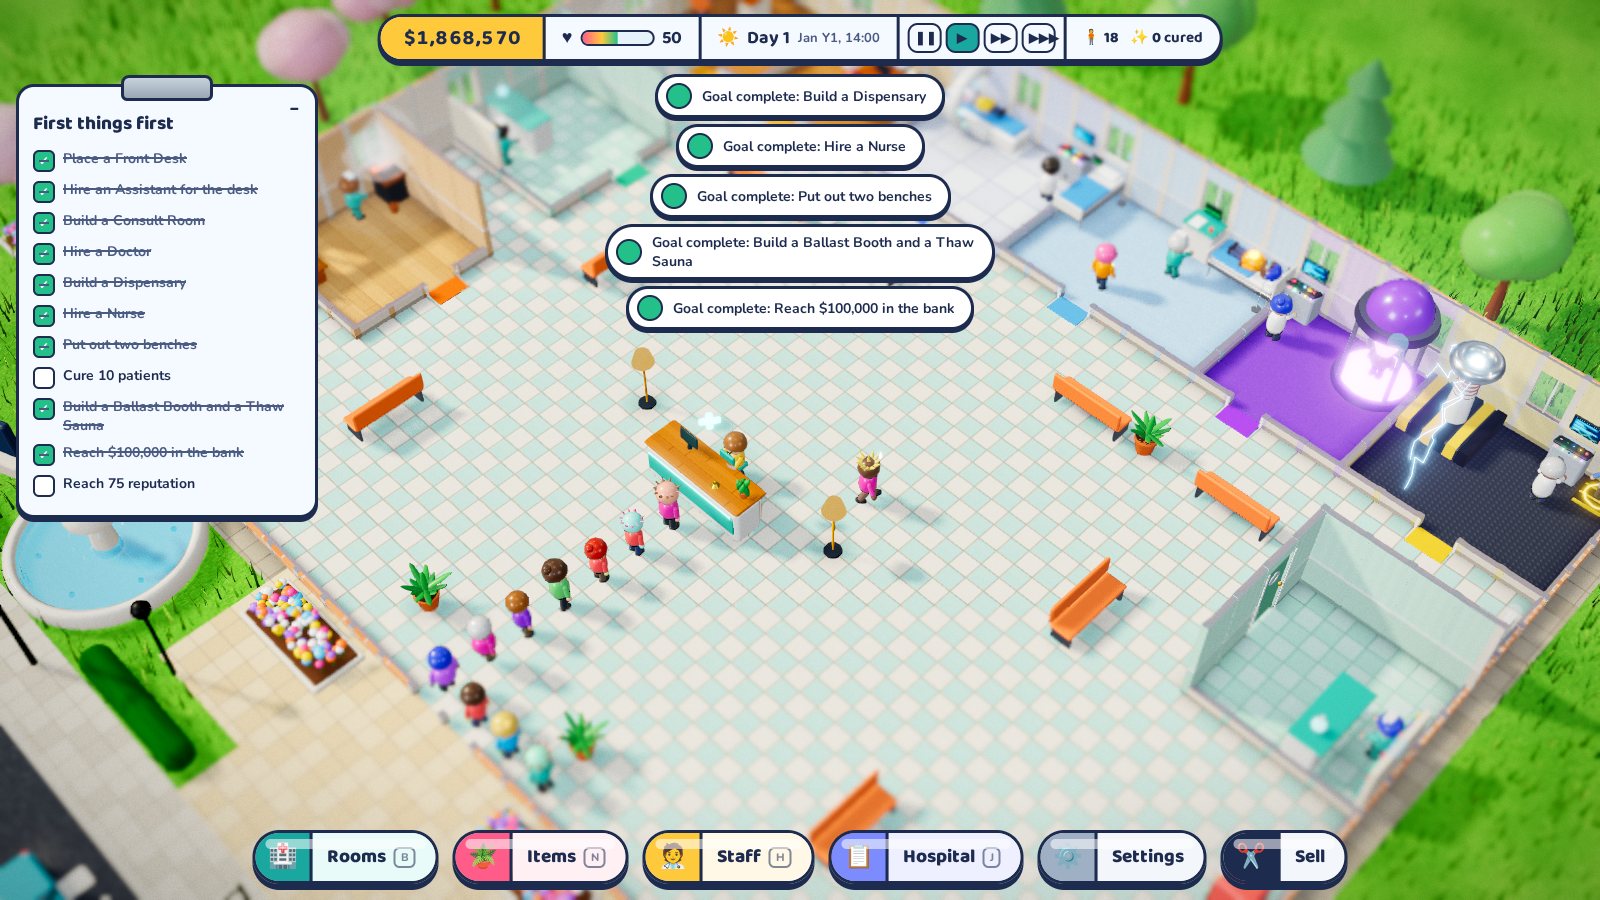 $1,868,570
50
Day 1 Jan Y1, 14:00
18
0 cured
Goal complete: Build a Dispensary
Goal complete: Hire a Nurse
Goal complete: Put out two benches
Goal complete: Build a Ballast Booth and a Thaw
Sauna
Goal complete: Reach $100,000 in the bank
First things first
Place a Front Desk
Hire an Assistant for the desk
Build a Consult Room
Hire a Doctor
Build a Dispensary
Hire a Nurse
Put out two benches
Cure 10 patients
Build a Ballast Booth and a Thaw
Sauna
Reach $100,000 in the bank
Reach 75 reputation
Rooms B
Items N
Staff H
Hospital J
Settings
Sell